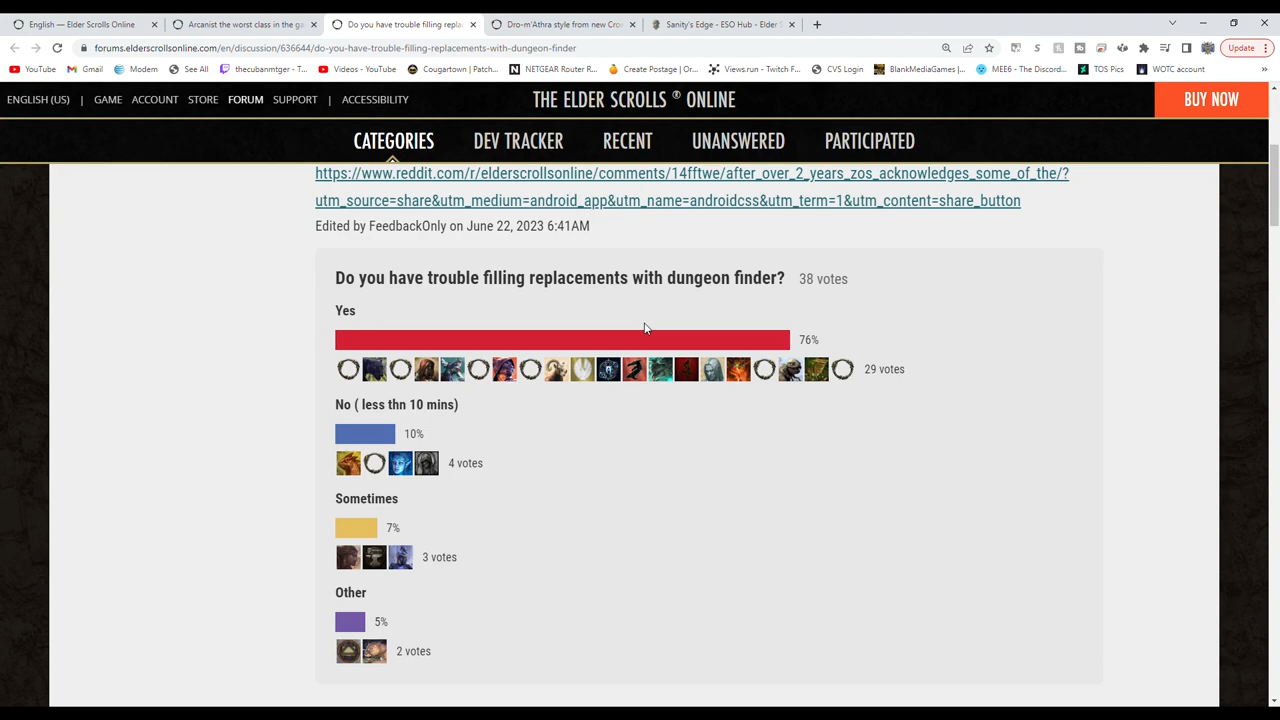 English — Elder Scrolls Online
Arcanist the worst class in the ga
Do you have trouble filling repla
Dro-m'Athra style from new Cro
Sanity's Edge - ESO Hub - Elder S
forums.elderscrollsonline.com/en/discussion/636644/do-you-have-trouble-filling-replacements-with-dungeon-finder
Update
YouTube
Gmail
Modem
See All
thecubanmtger - T...
Videos - YouTube
Cougartown | Patch...
NETGEAR Router R...
Create Postage | Or...
Views.run - Twitch F...
CVS Login
BlankMediaGames |...
MEE6 - The Discord...
TOS Pics
WOTC account
»
ENGLISH (US) | GAME ACCOUNT STORE FORUM SUPPORT | ACCESSIBILITY
THE ELDER SCROLLS ® ONLINE
BUY NOW
CATEGORIES DEV TRACKER RECENT UNANSWERED PARTICIPATED
https://www.reddit.com/r/elderscrollsonline/comments/14fftwe/after_over_2_years_zos_acknowledges_some_of_the/?
utm_source=share&utm_medium=android_app&utm_name=androidcss&utm_term=1&utm_content=share_button
Edited by FeedbackOnly on June 22, 2023 6:41AM
Do you have trouble filling replacements with dungeon finder? 38 votes
Yes
76%
29 votes
No ( less thn 10 mins)
10%
4 votes
Sometimes
7%
3 votes
Other
5%
2 votes